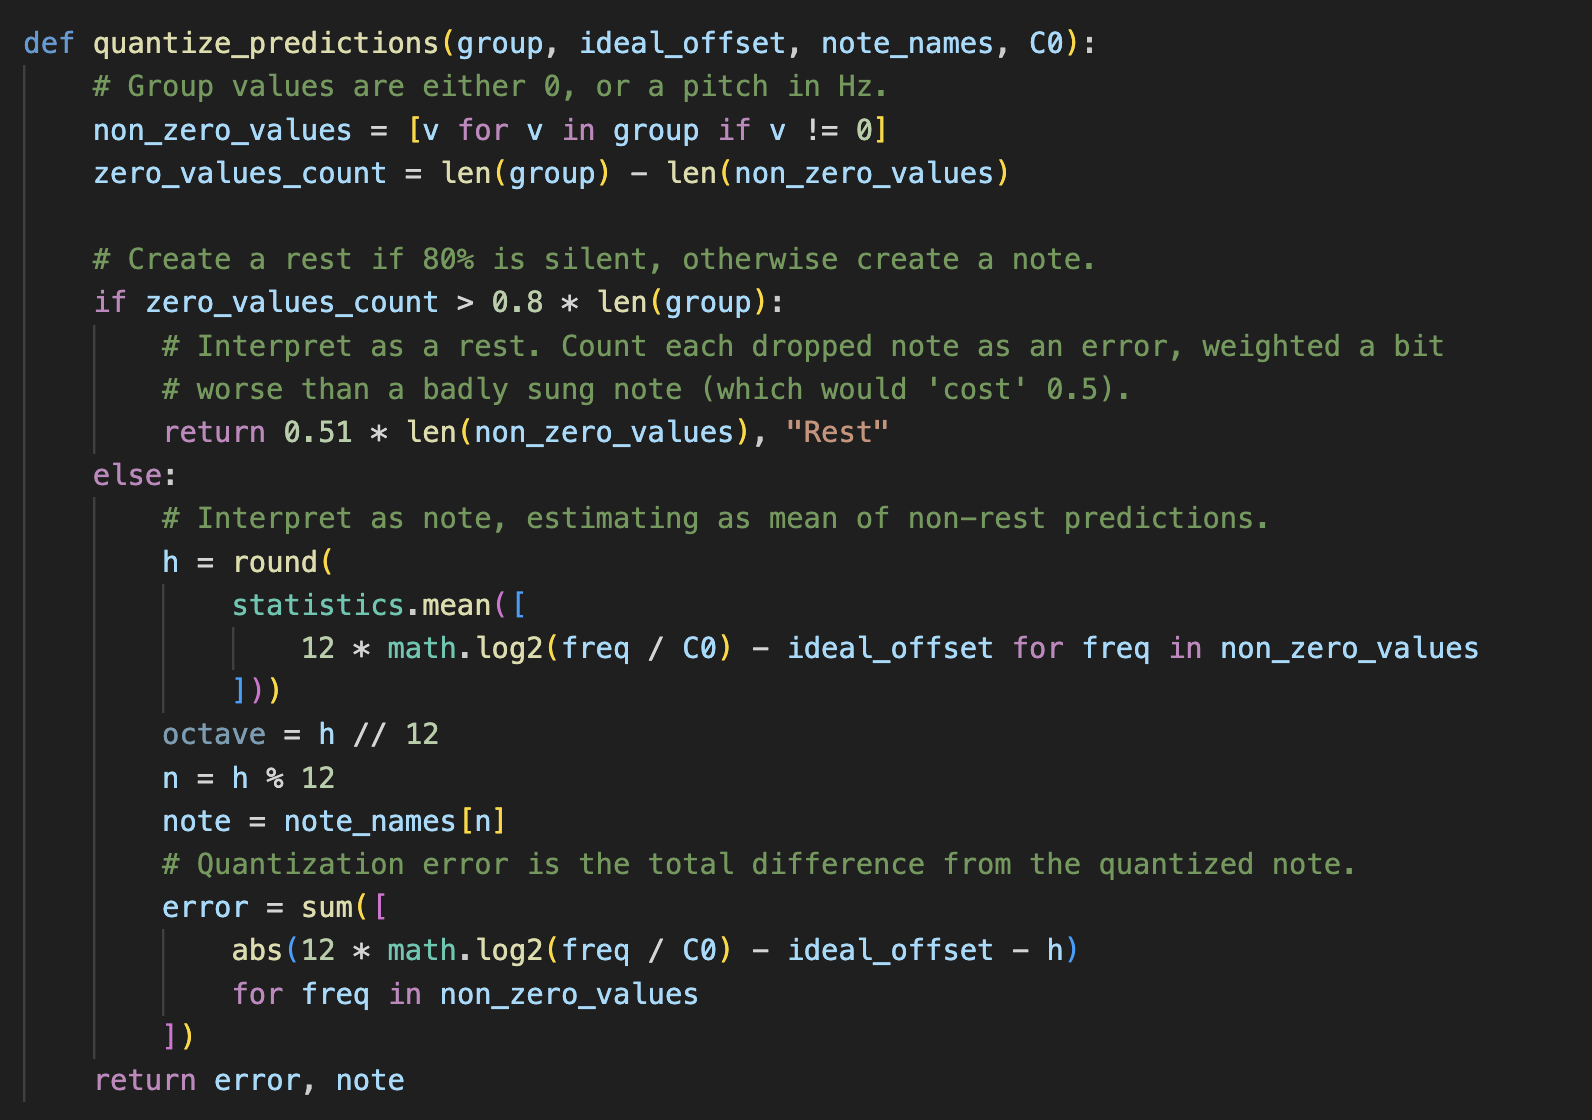 def quantize_predictions(group, ideal_offset, note_names, C0):
    # Group values are either 0, or a pitch in Hz.
    non_zero_values = [v for v in group if v != 0]
    zero_values_count = len(group) - len(non_zero_values)

    # Create a rest if 80% is silent, otherwise create a note.
    if zero_values_count > 0.8 * len(group):
        # Interpret as a rest. Count each dropped note as an error, weighted a bit
        # worse than a badly sung note (which would 'cost' 0.5).
        return 0.51 * len(non_zero_values), "Rest"
    else:
        # Interpret as note, estimating as mean of non-rest predictions.
        h = round(
            statistics.mean([
                12 * math.log2(freq / C0) - ideal_offset for freq in non_zero_values
            ]))
        octave = h // 12
        n = h % 12
        note = note_names[n]
        # Quantization error is the total difference from the quantized note.
        error = sum([
            abs(12 * math.log2(freq / C0) - ideal_offset - h)
            for freq in non_zero_values
        ])
    return error, note